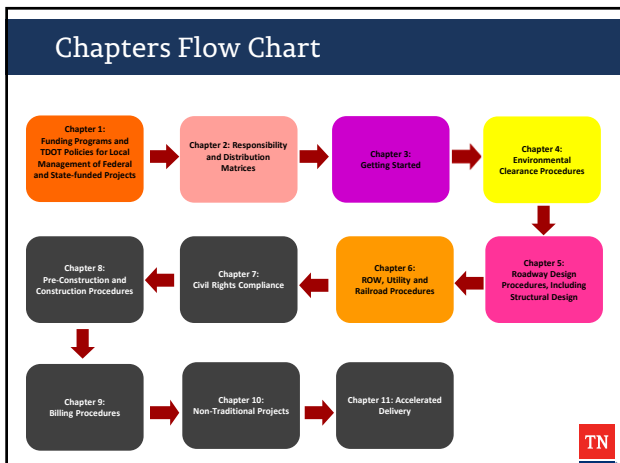 Chapters Flow Chart
Chapter 1:
Funding Programs and
TDOT Policies for Local
Management of Federal
and State-funded Projects
Chapter 2: Responsibility
and Distribution
Matrices
Chapter 3:
Getting Started
Chapter 4:
Environmental
Clearance Procedures
Chapter 8:
Pre-Construction and
Construction Procedures
Chapter 7:
Civil Rights Compliance
Chapter 6:
ROW, Utility and
Railroad Procedures
Chapter 5:
Roadway Design
Procedures, Including
Structural Design
Chapter 9:
Billing Procedures
Chapter 10:
Non-Traditional Projects
Chapter 11: Accelerated
Delivery
TN